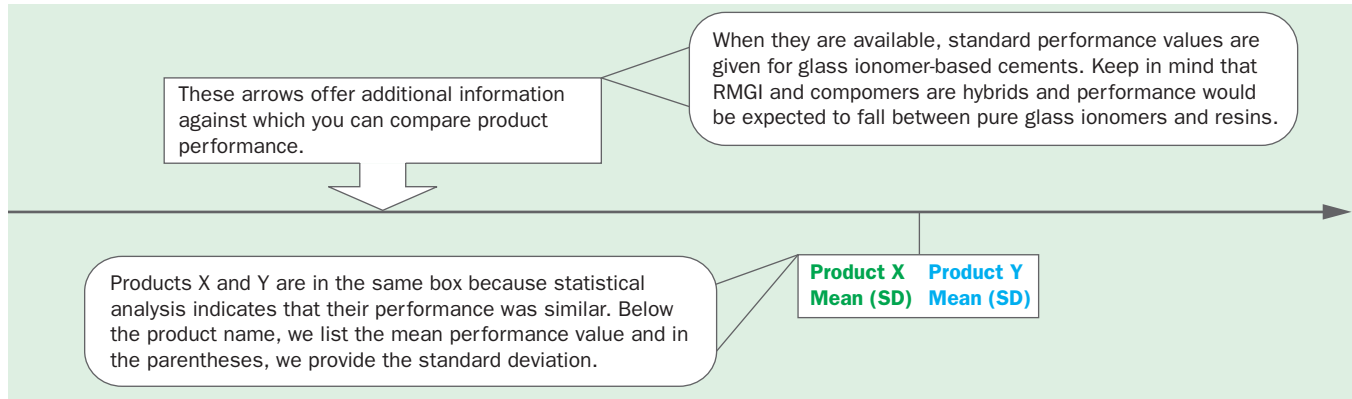 When they are available, standard performance values are
given for glass ionomer-based cements. Keep in mind that
RMGI and compomers are hybrids and performance would
be expected to fall between pure glass ionomers and resins.
These arrows offer additional information
against which you can compare product
performance.
Products X and Y are in the same box because statistical
analysis indicates that their performance was similar. Below
the product name, we list the mean performance value and in
the parentheses, we provide the standard deviation.
Product X Product Y
Mean (SD) Mean (SD)